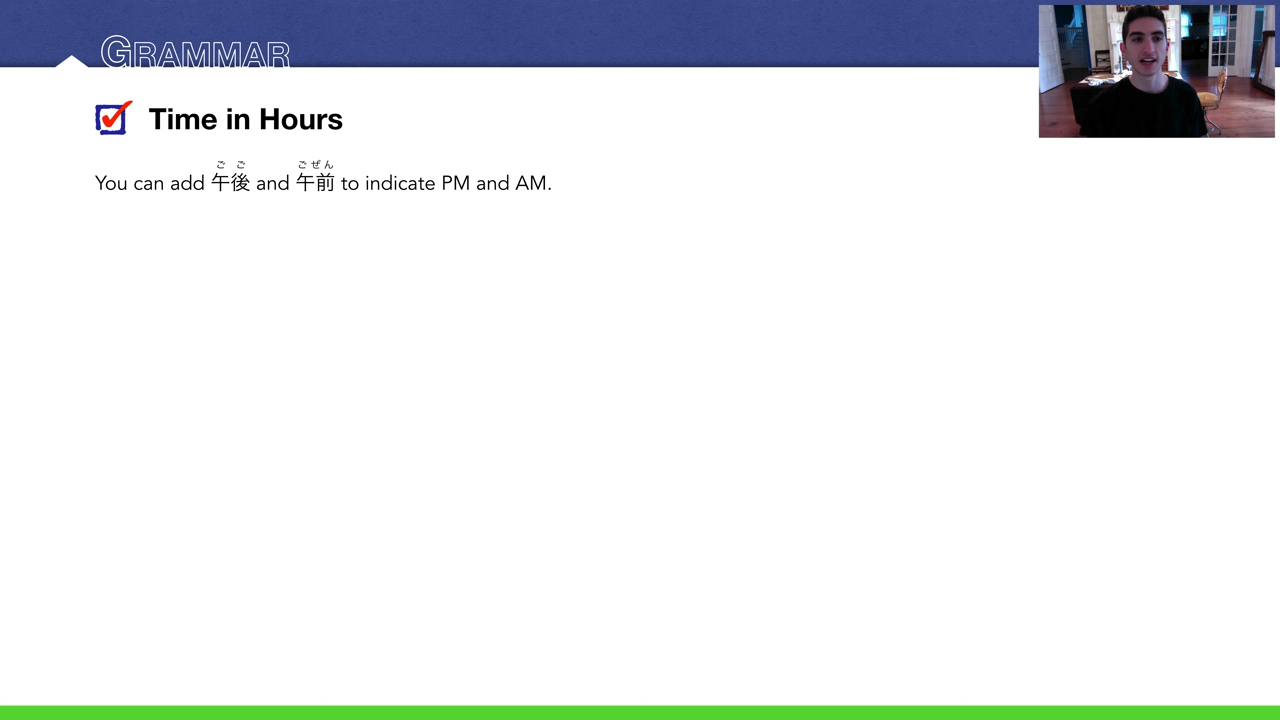 GRAMMAR
Time in Hours
ごご ごぜん
You can add 午後 and 午前 to indicate PM and AM.